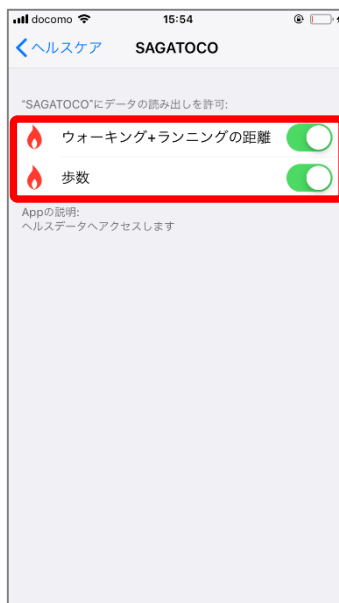 docomo 15:54
ヘルスケア SAGATOCO
"SAGATOCO"にデータの読み出しを許可:
ウォーキング+ランニングの距離
歩数
Appの説明:
ヘルスデータへアクセスします